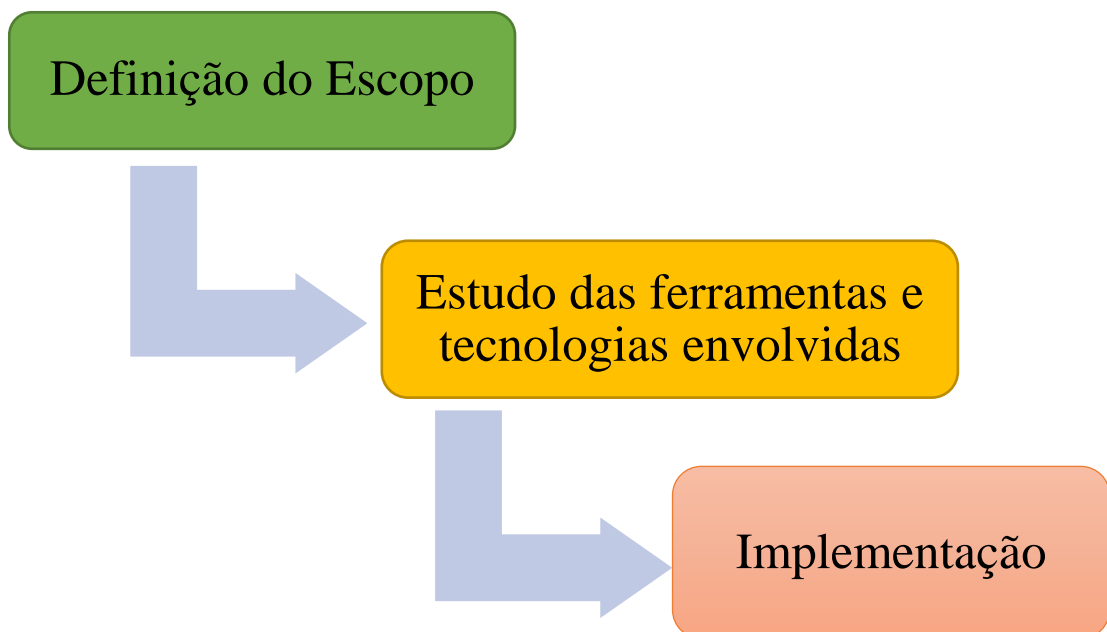 Definição do Escopo
Estudo das ferramentas e
tecnologias envolvidas
Implementação